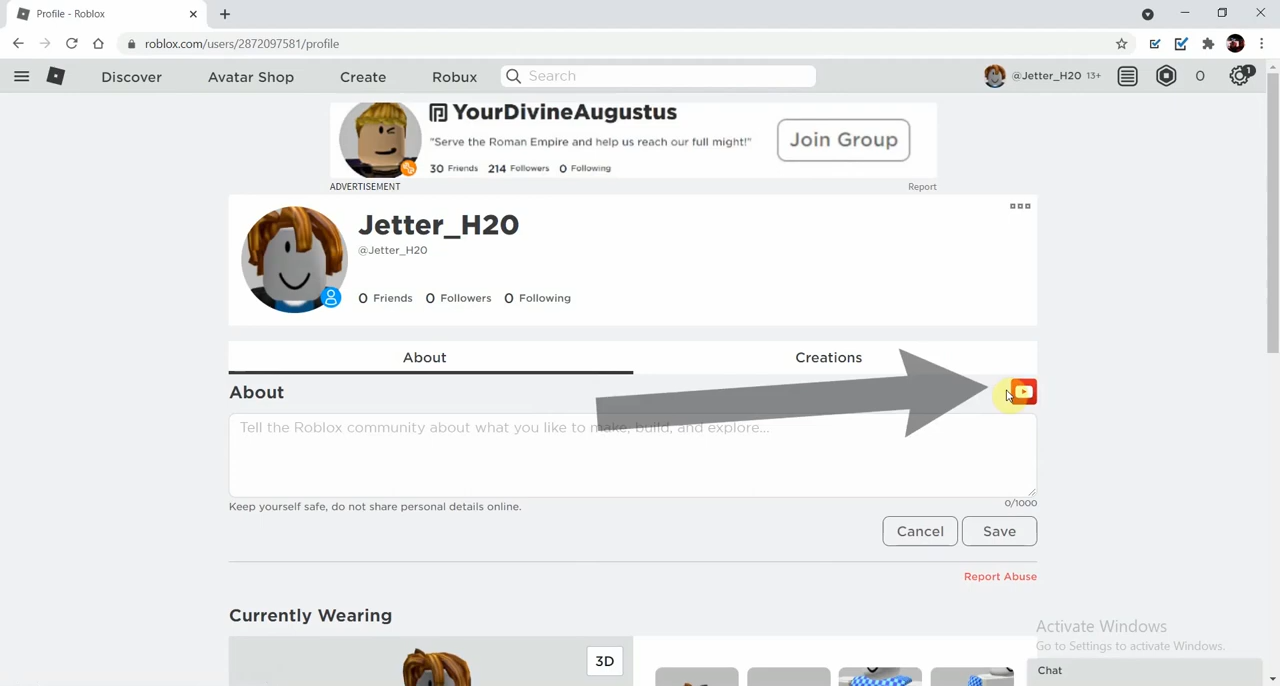 Profile - Roblox
roblox.com/users/2872097581/profile
Discover Avatar Shop Create Robux Search @Jetter_H20 13+ 0 1
YourDivineAugustus
"Serve the Roman Empire and help us reach our full might!"
30 Friends 214 Followers 0 Following
Join Group
ADVERTISEMENT Report
Jetter_H20
@Jetter_H20
0 Friends 0 Followers 0 Following
About Creations
About
Tell the Roblox community about what you like to make, build, and explore...
Keep yourself safe, do not share personal details online. 0/1000
Cancel Save
Report Abuse
Currently Wearing
3D
Activate Windows
Go to Settings to activate Windows.
Chat